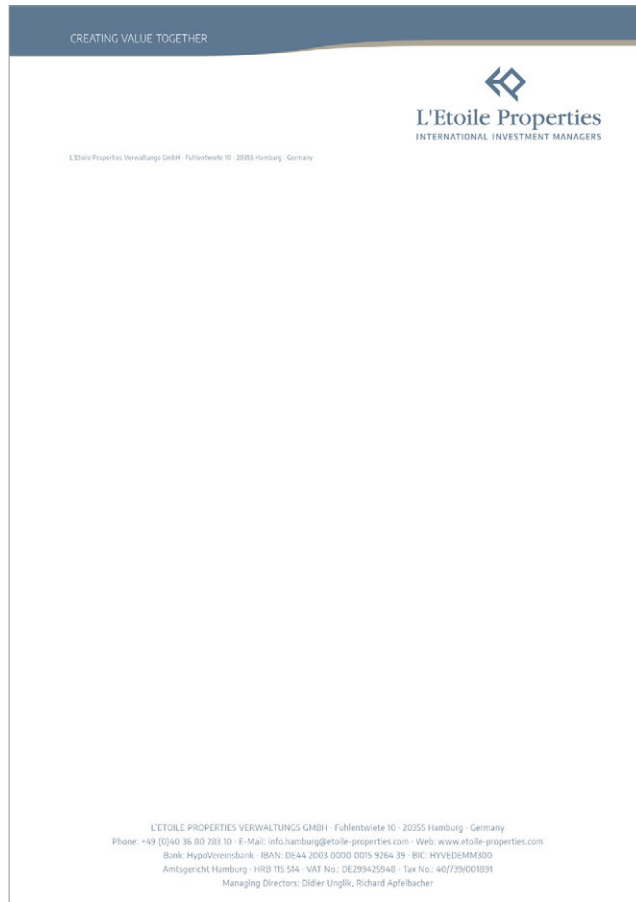 CREATING VALUE TOGETHER
L'Etoile Properties
INTERNATIONAL INVESTMENT MANAGERS
L'Etoile Properties Verwaltungs GmbH · Fuhlentwiete 10 · 20355 Hamburg · Germany
L'ETOILE PROPERTIES VERWALTUNGS GMBH · Fuhlentwiete 10 · 20355 Hamburg · Germany
Phone: +49 (0)40 36 80 283 10 · E-Mail: info.hamburg@etoile-properties.com · Web: www.etoile-properties.com
Bank: HypoVereinsbank · IBAN: DE44 2003 0000 0015 9264 39 · BIC: HYVEDEMM300
Amtsgericht Hamburg · HRB 115 514 · VAT No.: DE299425948 · Tax No.: 40/739/001891
Managing Directors: Didier Unglik, Richard Apfelbacher